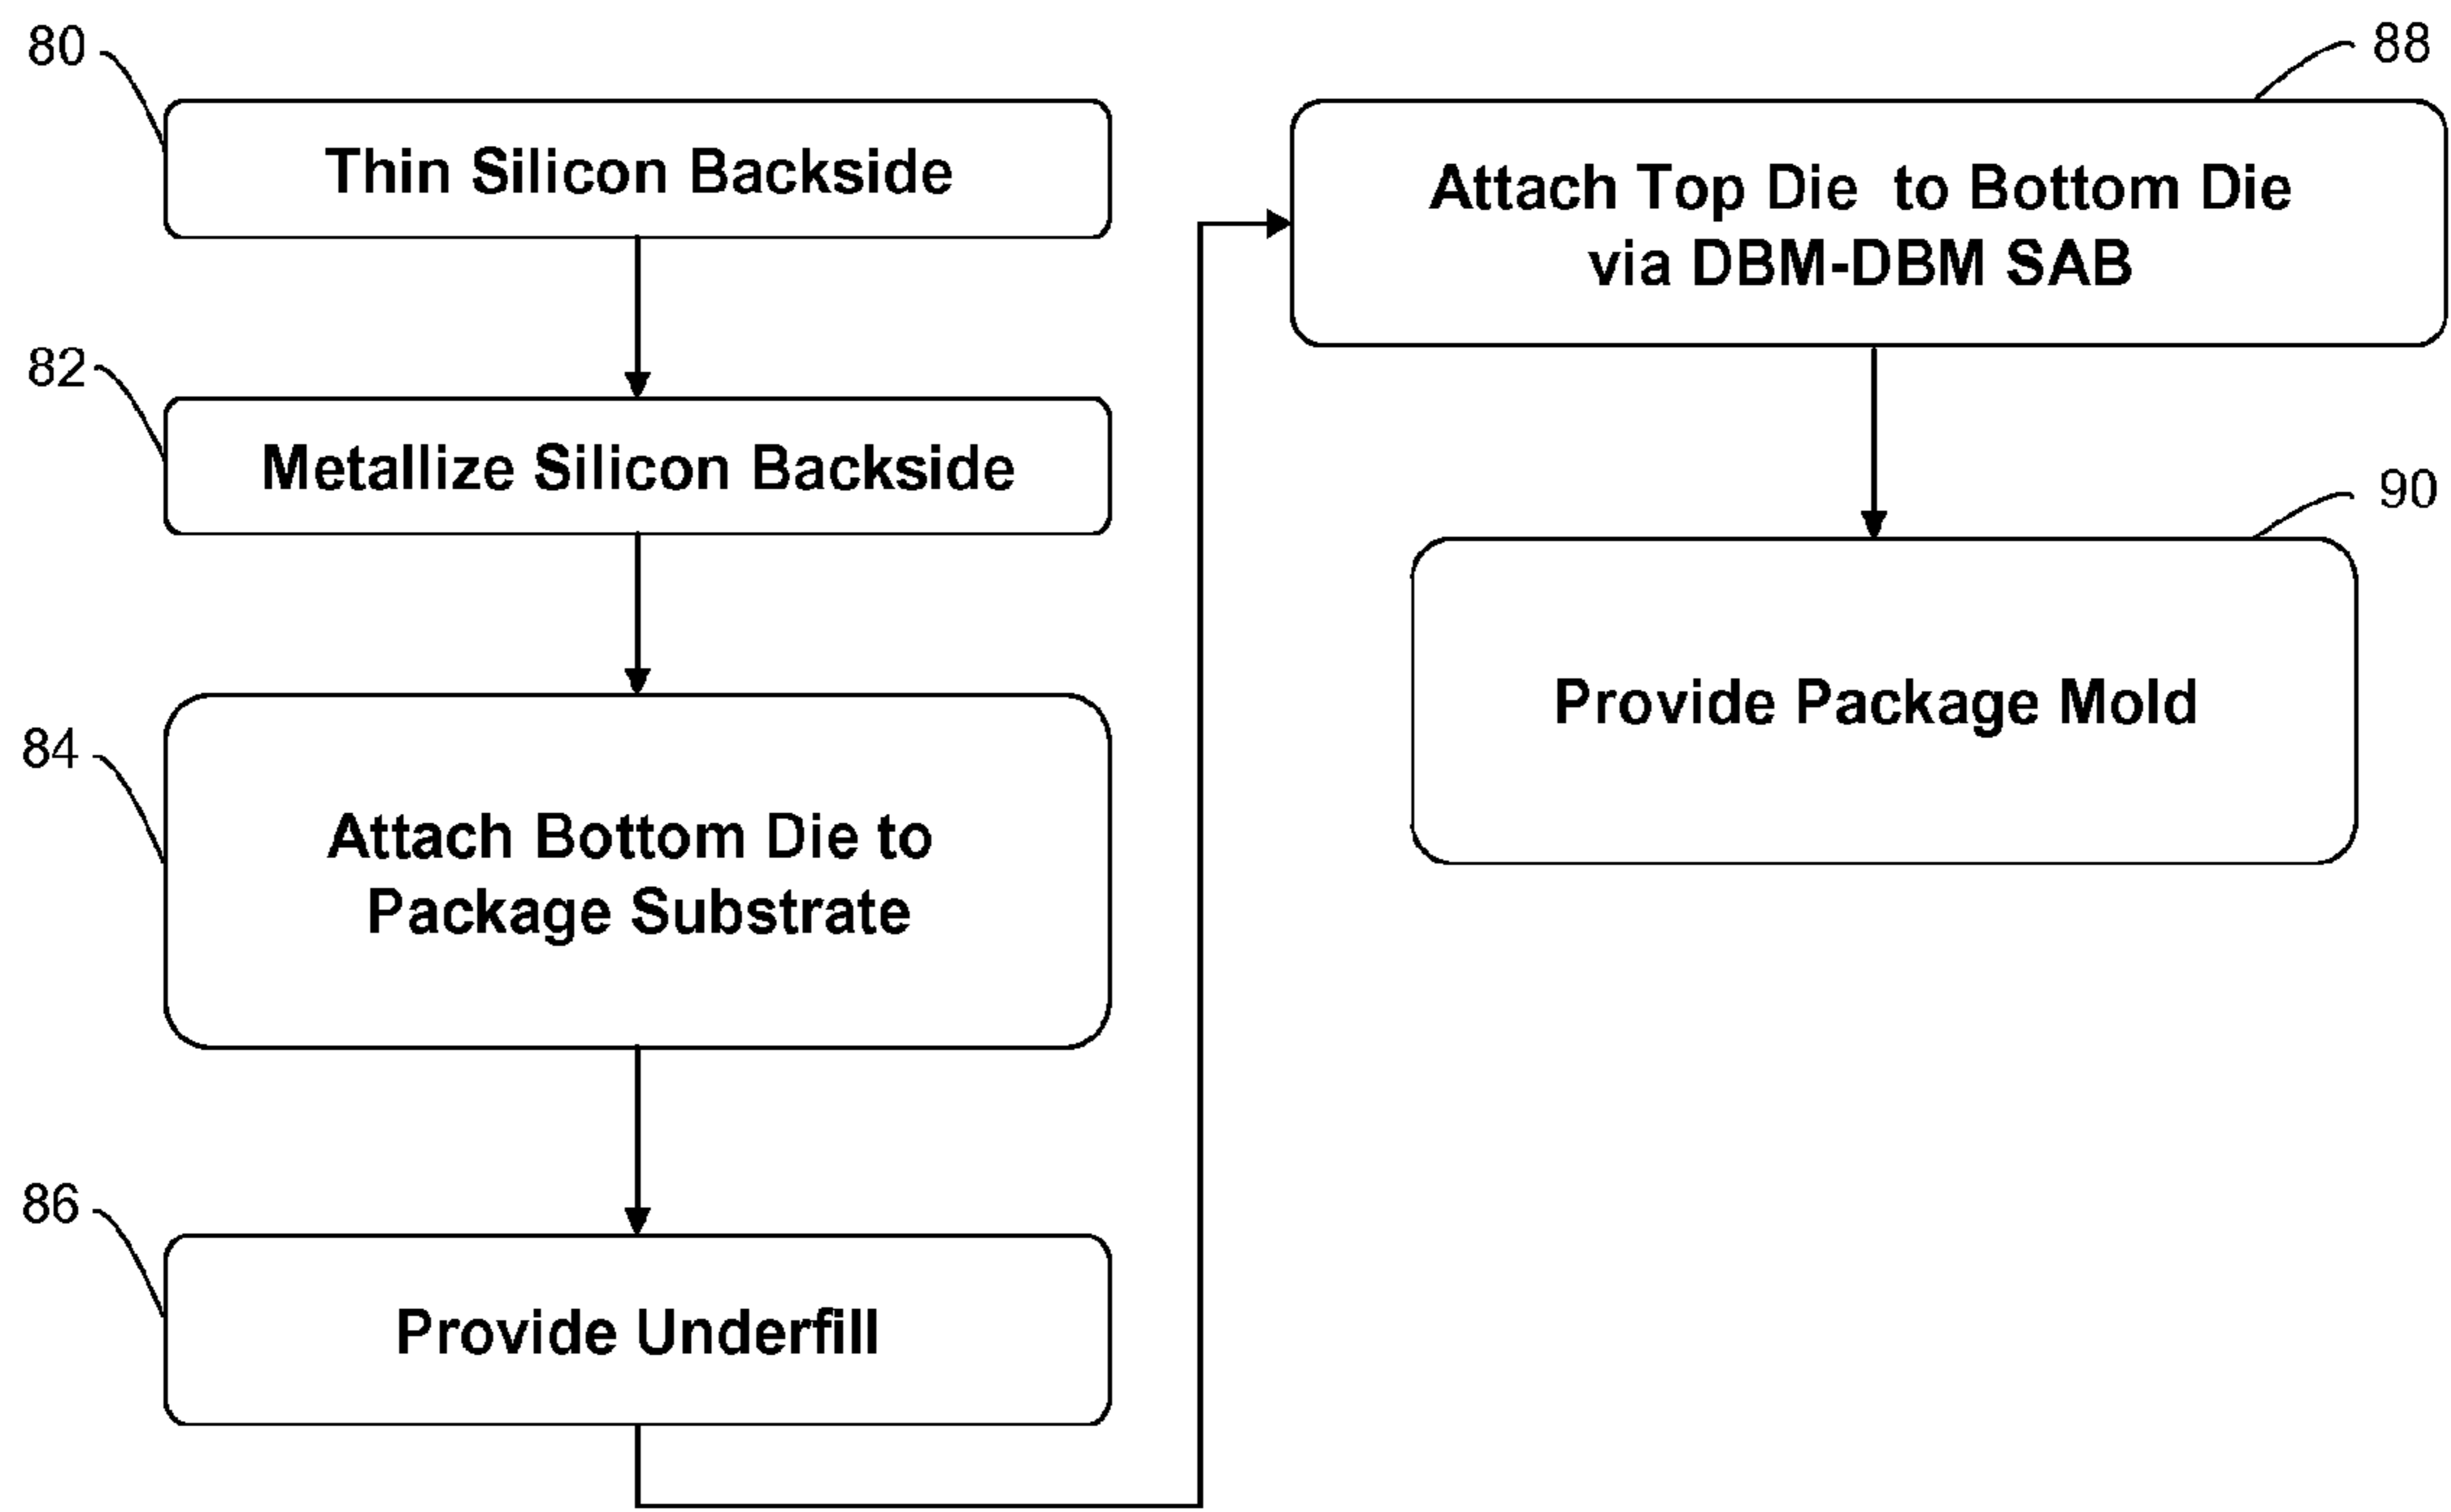 80
Thin Silicon Backside
82
Metallize Silicon Backside
84
Attach Bottom Die to
Package Substrate
86
Provide Underfill
88
Attach Top Die to Bottom Die
via DBM-DBM SAB
90
Provide Package Mold